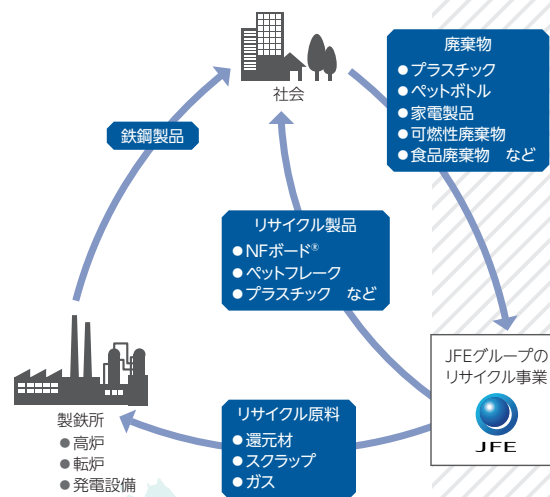 社会
廃棄物
●プラスチック
●ペットボトル
●家電製品
●可燃性廃棄物
●食品廃棄物　など
鉄鋼製品
リサイクル製品
●NFボード®
●ペットフレーク
●プラスチック　など
JFEグループの
リサイクル事業
JFE
製鉄所
●高炉
●転炉
●発電設備
リサイクル原料
●還元材
●スクラップ
●ガス